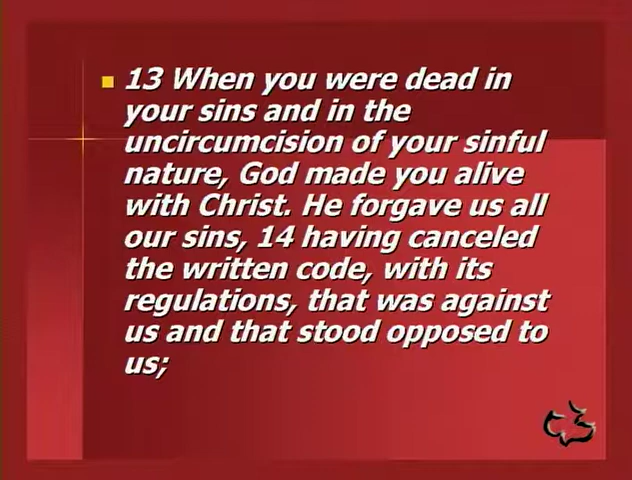 13 When you were dead in
your sins and in the
uncircumcision of your sinful
nature, God made you alive
with Christ. He forgave us all
our sins, 14 having canceled
the written code, with its
regulations, that was against
us and that stood opposed to
us;